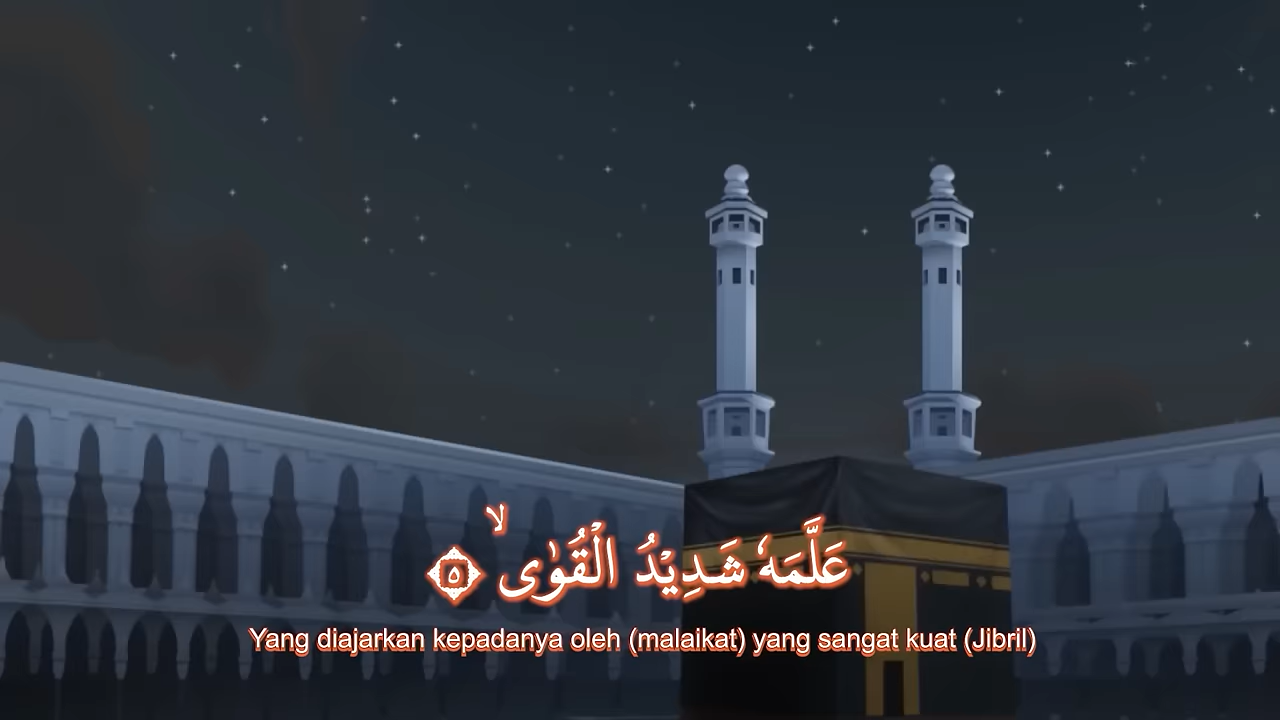 عَلَّمَهٗ شَدِيْدُ الْقُوٰىۙ ۝٥
Yang diajarkan kepadanya oleh (malaikat) yang sangat kuat (Jibril)